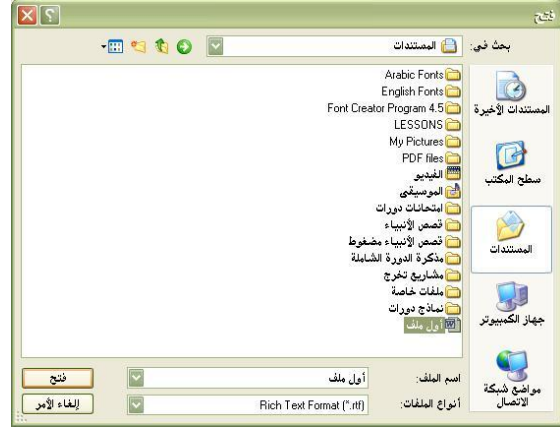 فتح
بحث في: المستندات
المستندات الأخيرة
سطح المكتب
المستندات
جهاز الكمبيوتر
مواضع شبكة
الاتصال
Arabic Fonts
English Fonts
Font Creator Program 4.5
LESSONS
My Pictures
PDF files
الفيديو
الموسيقى
امتحانات دورات
قصص الأنبياء
قصص الأنبياء مضغوط
مذكرة الدورة الشاملة
مشاريع تخرج
ملفات خاصة
نماذج دورات
أول ملف
اسم الملف: أول ملف فتح
أنواع الملفات: Rich Text Format (*.rtf) إلغاء الأمر